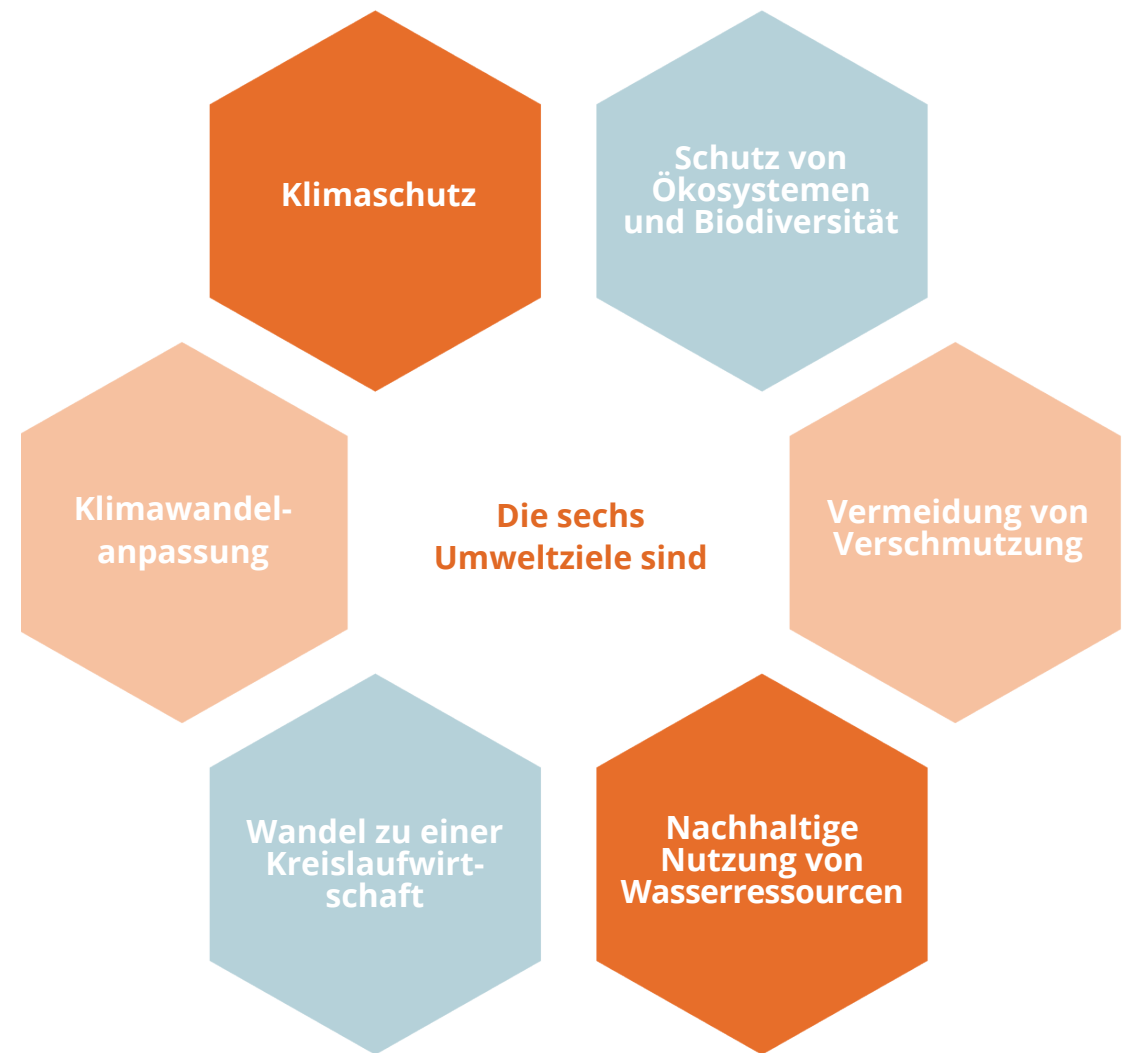 Klimaschutz
Schutz von
Ökosystemen
und Biodiversität
Klimawandel-
anpassung
Die sechs
Umweltziele sind
Vermeidung von
Verschmutzung
Wandel zu einer
Kreislaufwirt-
schaft
Nachhaltige
Nutzung von
Wasserressourcen